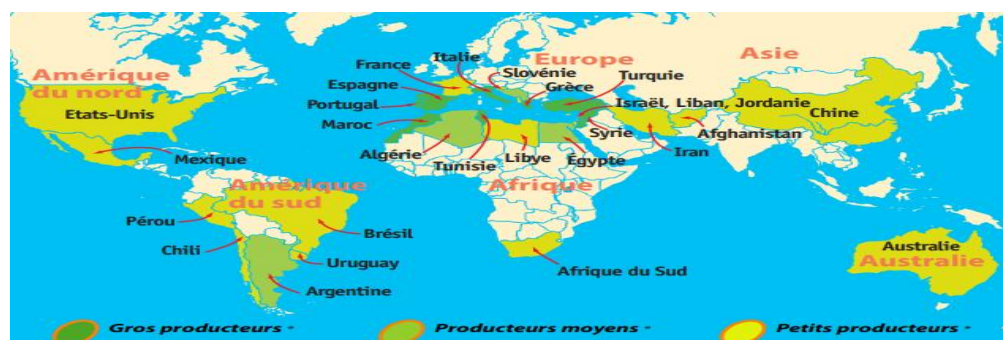 Amérique
du nord
Etats-Unis
Mexique
Italie
France
Espagne
Portugal
Maroc
Europe
Slovénie
Turquie
Grèce
Asie
Israël, Liban, Jordanie
Chine
Syrie
Afghanistan
Iran
Algérie
Tunisie
Libye
Égypte
Amérique
du sud
Afrique
Pérou
Brésil
Chili
Uruguay
Argentine
Afrique du Sud
Australie
Australie
Gros producteurs
Producteurs moyens
Petits producteurs